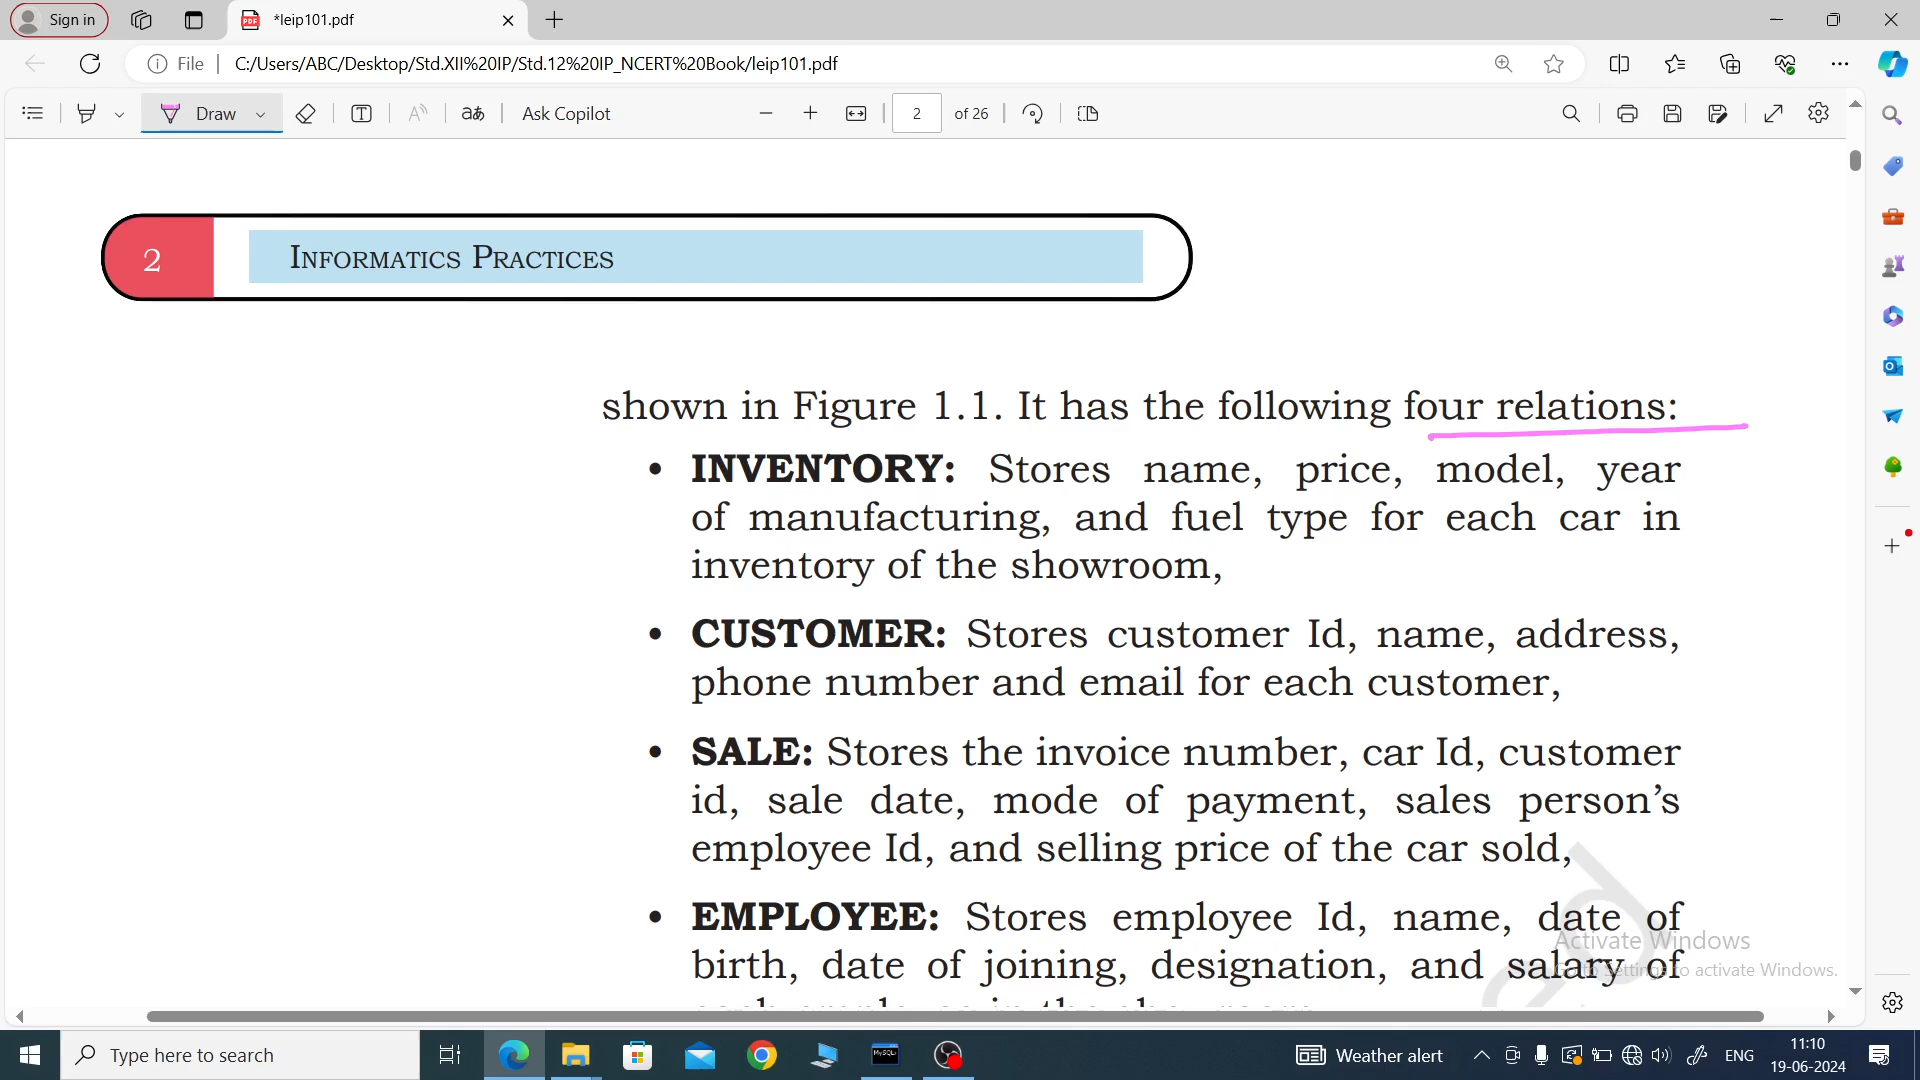 Sign in
*leip101.pdf
File
C:/Users/ABC/Desktop/Std.XII%20IP/Std.12%20IP_NCERT%20Book/leip101.pdf
Draw
Ask Copilot
2
of 26
2
INFORMATICS PRACTICES
shown in Figure 1.1. It has the following four relations:
• INVENTORY: Stores name, price, model, year
of manufacturing, and fuel type for each car in
inventory of the showroom,
• CUSTOMER: Stores customer Id, name, address,
phone number and email for each customer,
• SALE: Stores the invoice number, car Id, customer
id, sale date, mode of payment, sales person's
employee Id, and selling price of the car sold,
• EMPLOYEE: Stores employee Id, name, date of
birth, date of joining, designation, and salary of
Activate Windows
Go to Settings to activate Windows.
Type here to search
Weather alert
ENG
11:10
19-06-2024